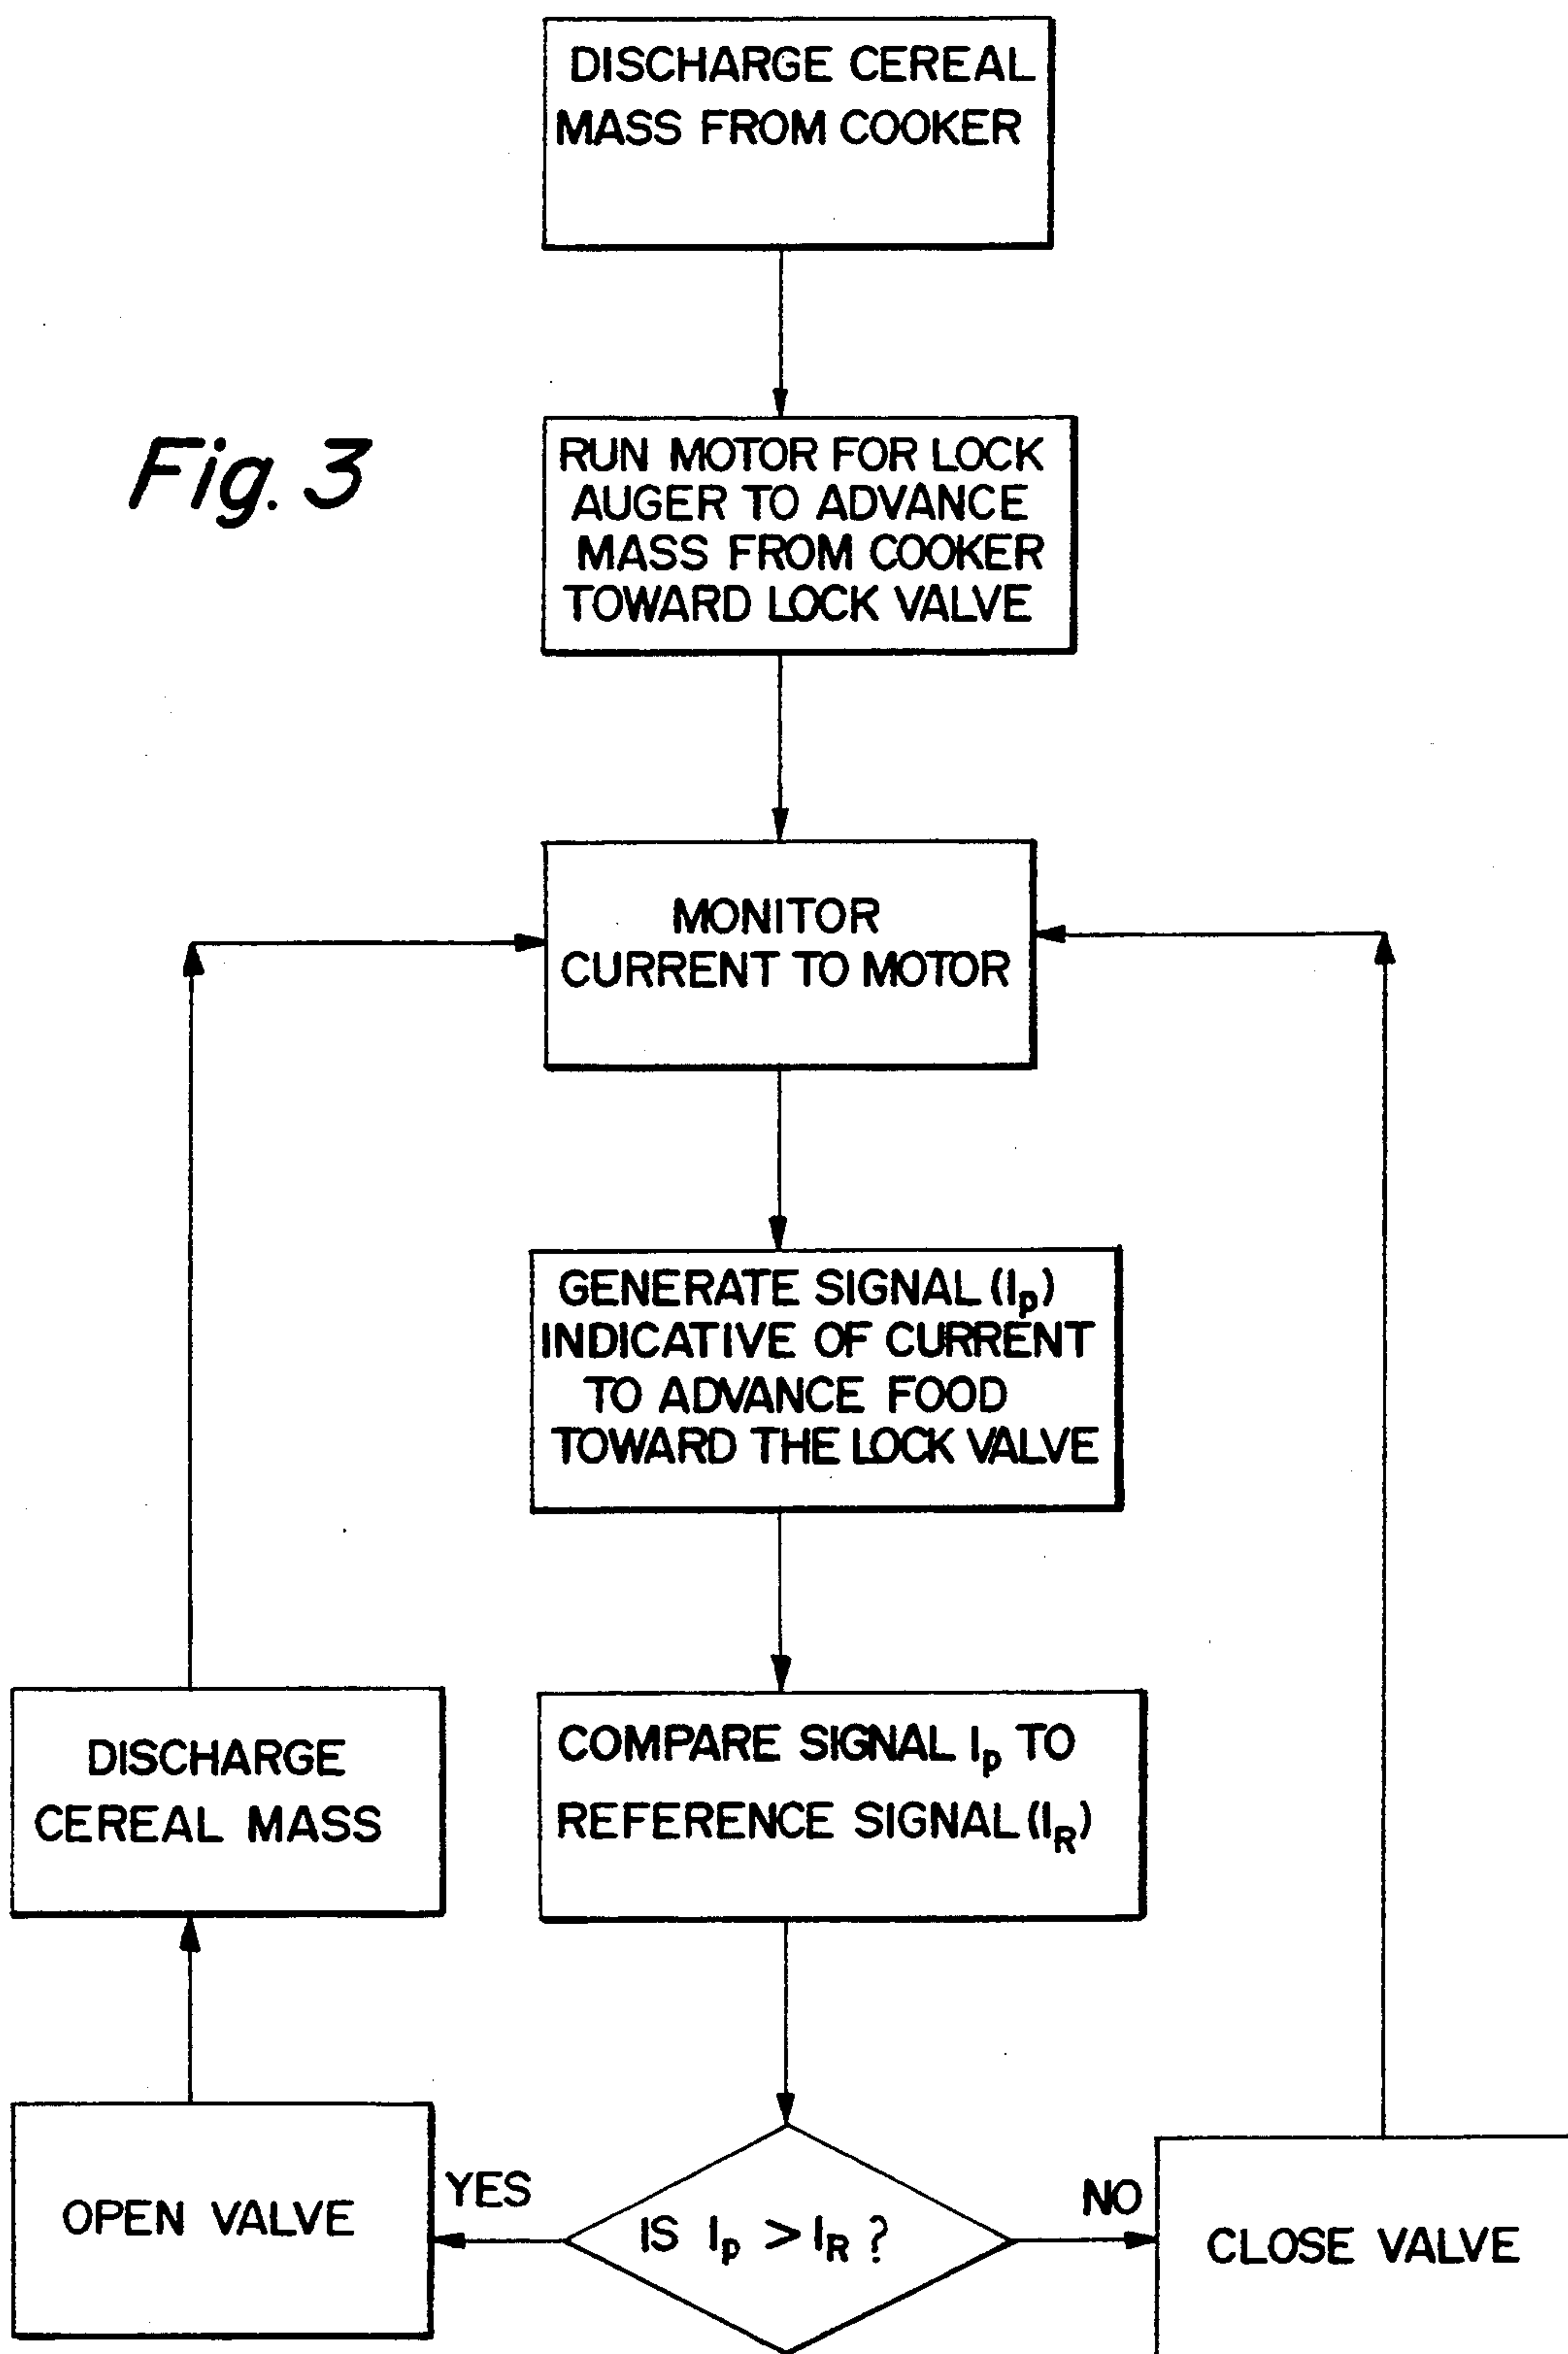 DISCHARGE CEREAL
MASS FROM COOKER
Fig. 3
RUN MOTOR FOR LOCK
AUGER TO ADVANCE
MASS FROM COOKER
TOWARD LOCK VALVE
MONITOR
CURRENT TO MOTOR
GENERATE SIGNAL (Ip)
INDICATIVE OF CURRENT
TO ADVANCE FOOD
TOWARD THE LOCK VALVE
COMPARE SIGNAL Ip TO
REFERENCE SIGNAL (IR)
DISCHARGE
CEREAL MASS
OPEN VALVE
YES
IS Ip > IR ?
NO
CLOSE VALVE